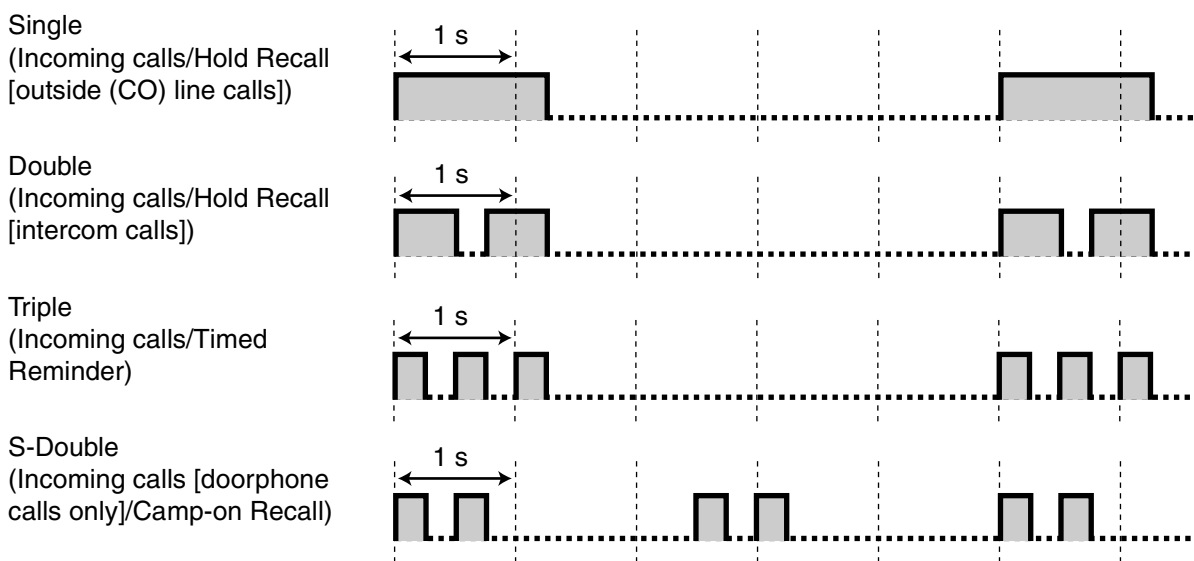 Single
(Incoming calls/Hold Recall
[outside (CO) line calls])
1 s
Double
(Incoming calls/Hold Recall
[intercom calls])
1 s
Triple
(Incoming calls/Timed
Reminder)
1 s
S-Double
(Incoming calls [doorphone
calls only]/Camp-on Recall)
1 s